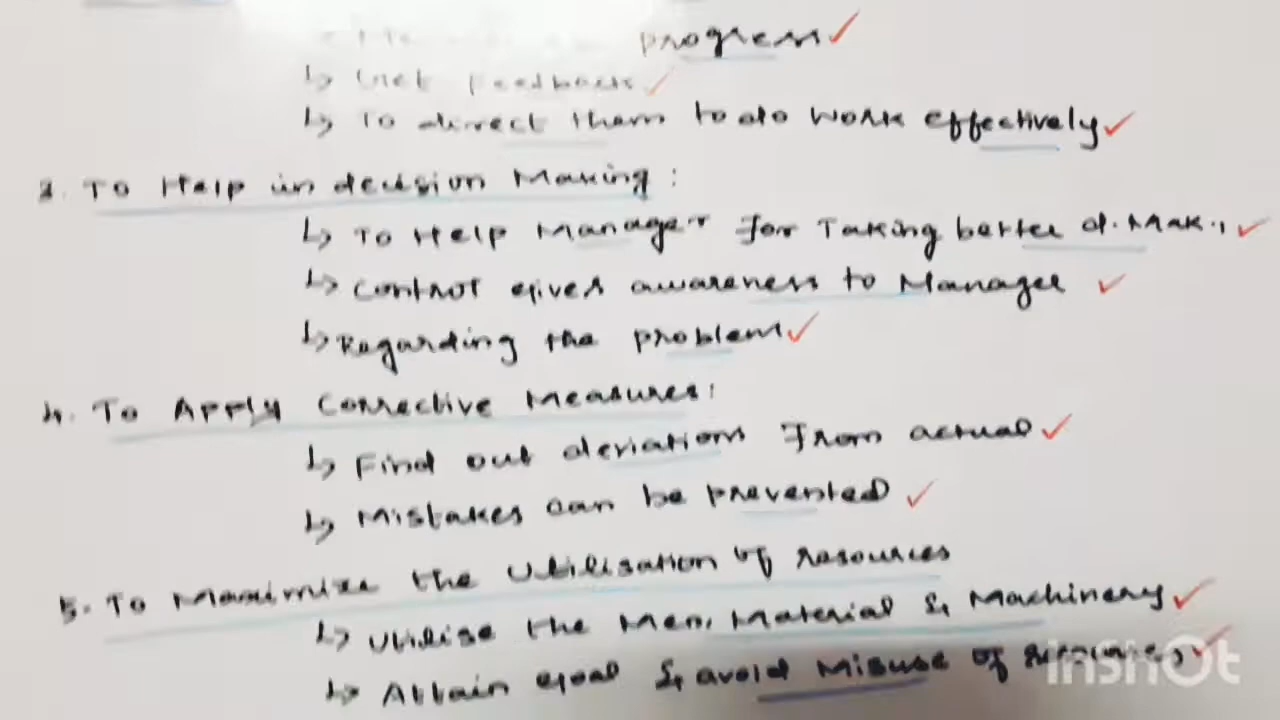 progress ✓
↳ Get Feedback ✓
↳ To direct them to do work effectively ✓
3. To Help in decision Making:
↳ To Help Manager For Taking better d. Mak., ✓
↳ Control gives awareness to Manager ✓
↳ Regarding the problem ✓
4. To Apply Corrective Measures:
↳ Find out deviations From actual ✓
↳ Mistakes can be prevented ✓
5. To Maximize the Utilisation of resources
↳ Utilise the Men, Material & Machinery ✓
↳ Attain goal & avoid Misuse of resources ✓
InShOt